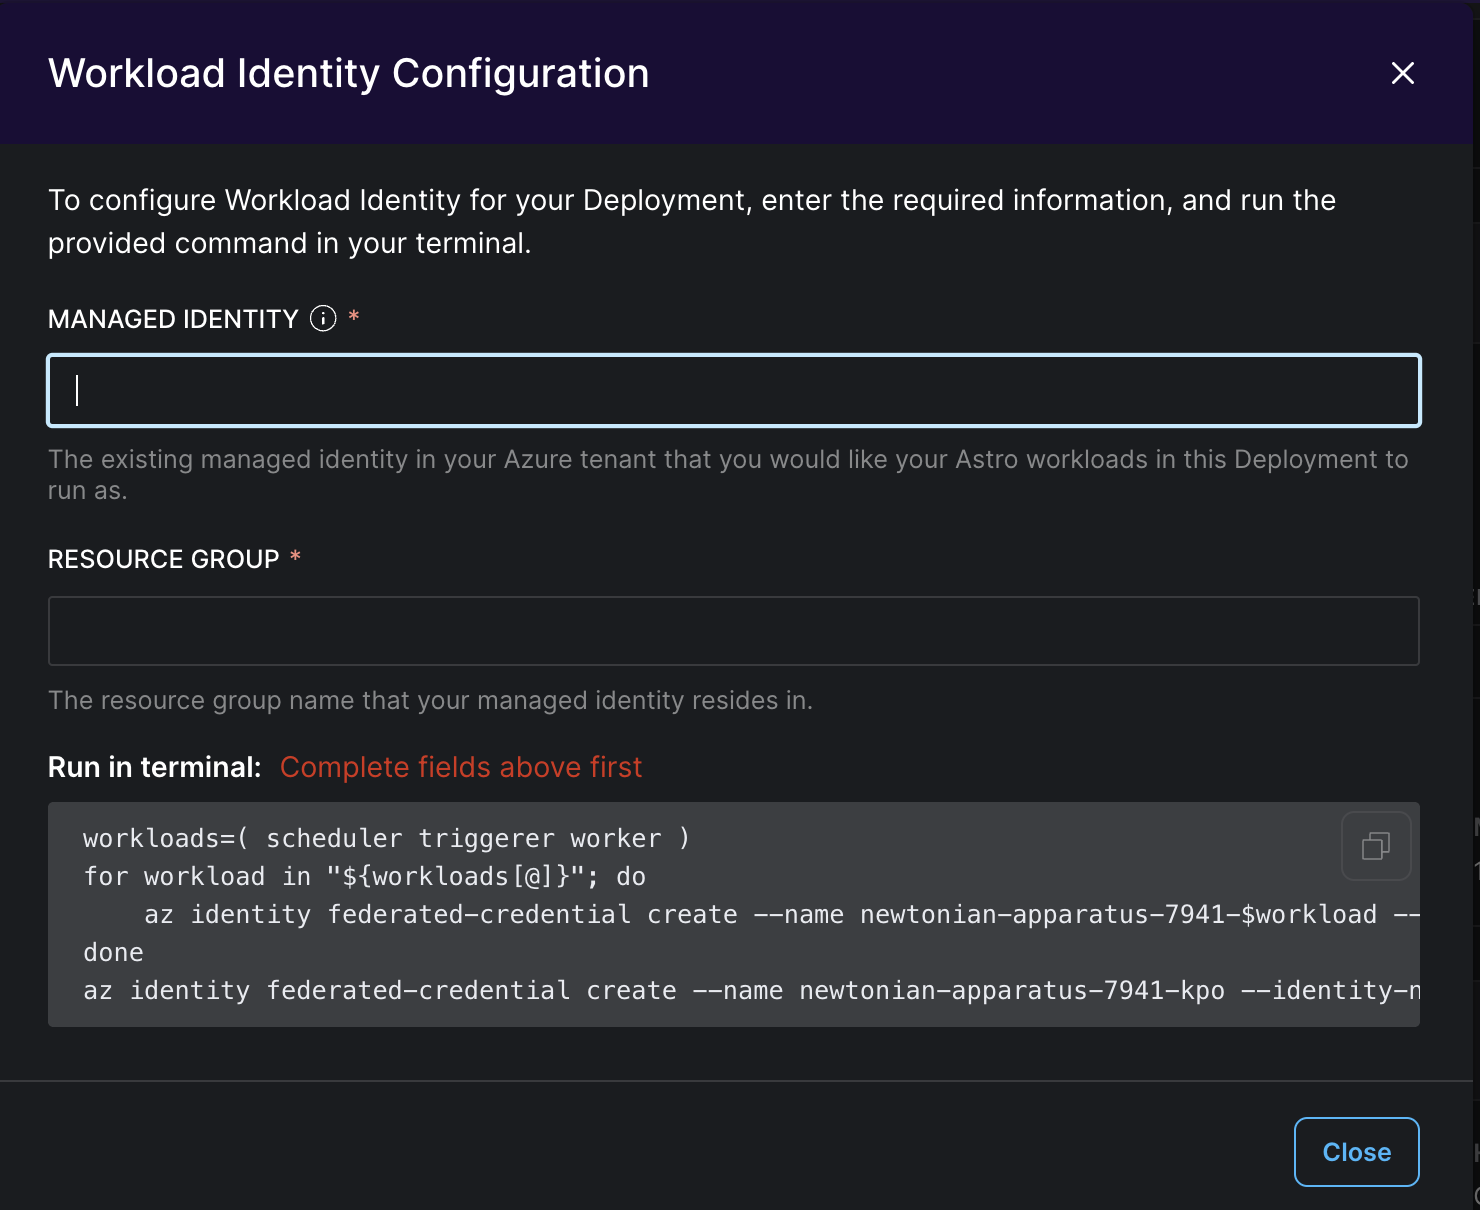 Workload Identity Configuration
To configure Workload Identity for your Deployment, enter the required information, and run the
provided command in your terminal.
MANAGED IDENTITY *
The existing managed identity in your Azure tenant that you would like your Astro workloads in this Deployment to
run as.
RESOURCE GROUP *
The resource group name that your managed identity resides in.
Run in terminal: Complete fields above first
workloads=( scheduler triggerer worker )
for workload in "${workloads[@]}"; do
    az identity federated-credential create --name newtonian-apparatus-7941-$workload --
done
az identity federated-credential create --name newtonian-apparatus-7941-kpo --identity-n
Close